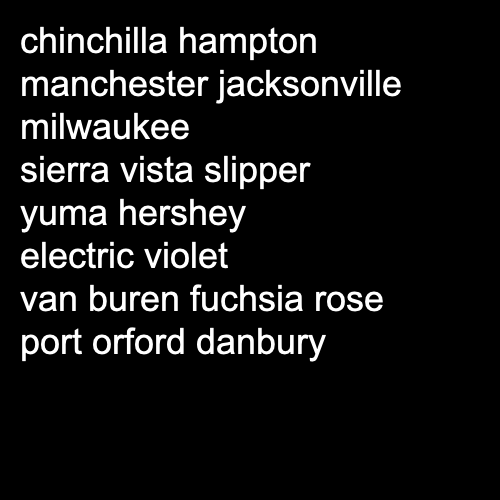 chinchilla hampton
manchester jacksonville
milwaukee
sierra vista slipper
yuma hershey
electric violet
van buren fuchsia rose
port orford danbury